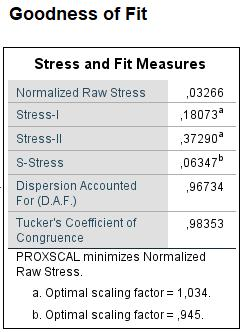 Goodness of Fit
Stress and Fit Measures
Normalized Raw Stress ,03266
Stress-I ,18073a
Stress-II ,37290a
S-Stress ,06347b
Dispersion Accounted
For (D.A.F.) ,96734
Tucker's Coefficient of
Congruence ,98353
PROXSCAL minimizes Normalized
Raw Stress.
a. Optimal scaling factor = 1,034.
b. Optimal scaling factor = ,945.